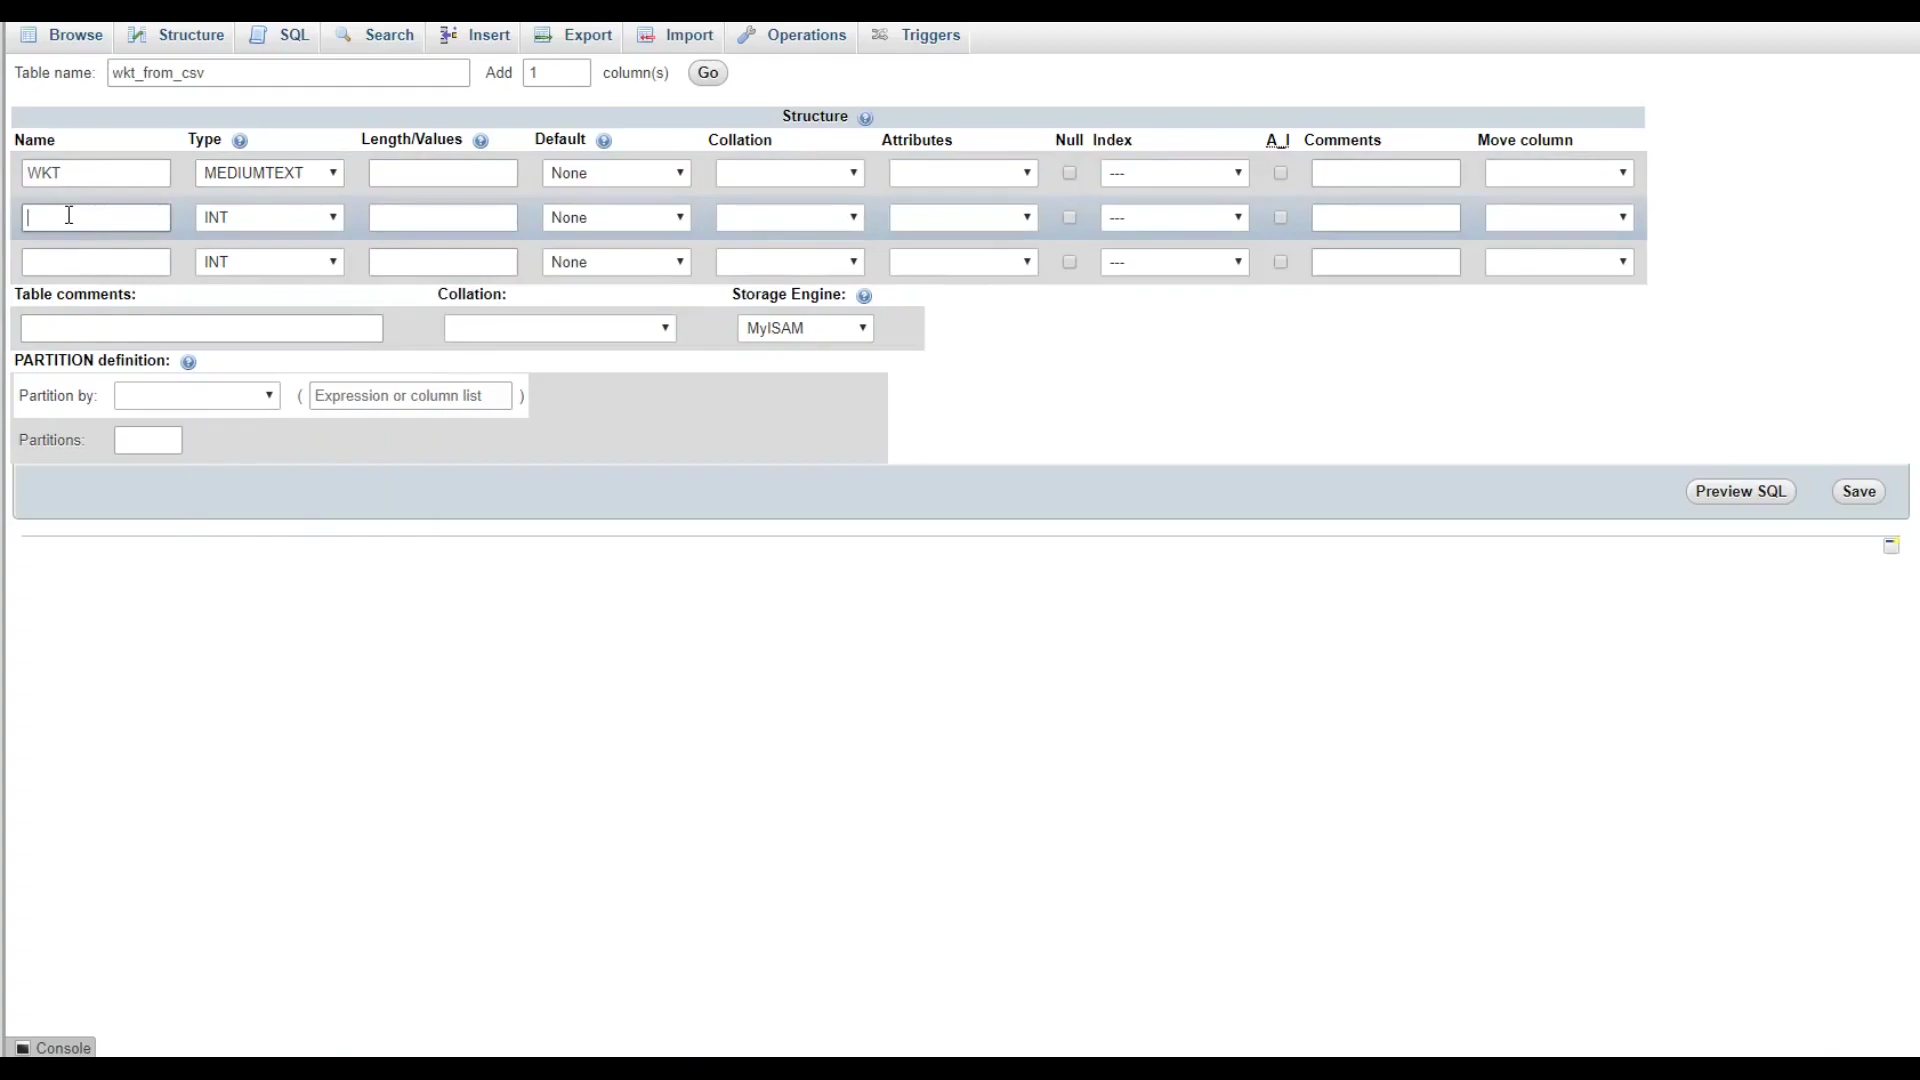 Browse Structure SQL Search Insert Export Import Operations Triggers
Table name: wkt_from_csv Add 1 column(s) Go
Structure
Name Type Length/Values Default Collation Attributes Null Index A_I Comments Move column
WKT MEDIUMTEXT None ---
INT None ---
INT None ---
Table comments: Collation: Storage Engine:
MyISAM
PARTITION definition:
Partition by: ( Expression or column list )
Partitions:
Preview SQL Save
Console